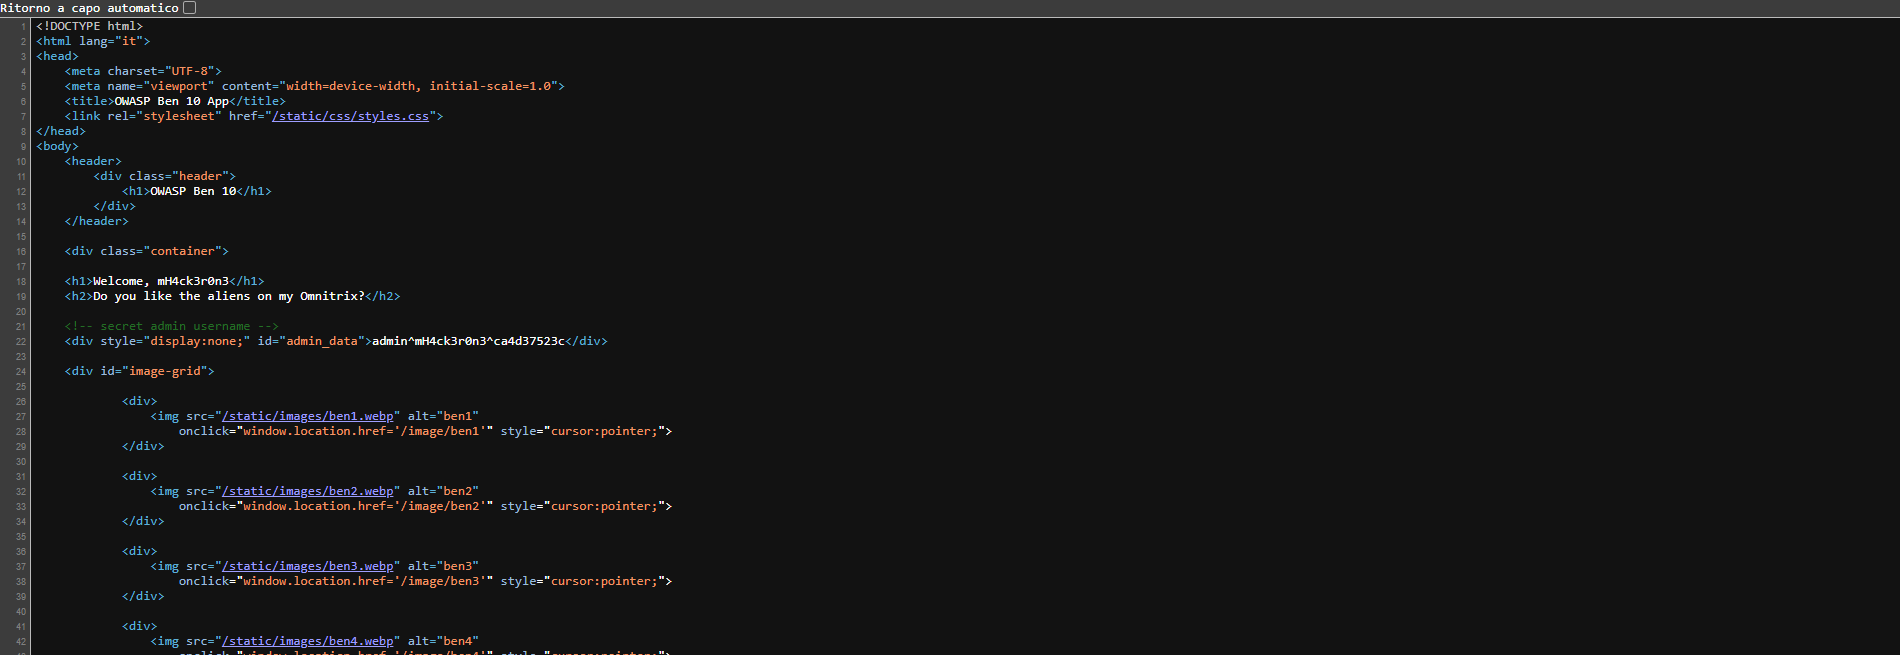 Ritorno a capo automatico
1 <!DOCTYPE html>
2 <html lang="it">
3 <head>
4     <meta charset="UTF-8">
5     <meta name="viewport" content="width=device-width, initial-scale=1.0">
6     <title>OWASP Ben 10 App</title>
7     <link rel="stylesheet" href="/static/css/styles.css">
8 </head>
9 <body>
10     <header>
11         <div class="header">
12             <h1>OWASP Ben 10</h1>
13         </div>
14     </header>
15
16     <div class="container">
17
18     <h1>Welcome, mH4ck3r0n3</h1>
19     <h2>Do you like the aliens on my Omnitrix?</h2>
20
21     <!-- secret admin username -->
22     <div style="display:none;" id="admin_data">admin^mH4ck3r0n3^ca4d37523c</div>
23
24     <div id="image-grid">
25
26             <div>
27                 <img src="/static/images/ben1.webp" alt="ben1"
28                     onclick="window.location.href='/image/ben1'" style="cursor:pointer;">
29             </div>
30
31             <div>
32                 <img src="/static/images/ben2.webp" alt="ben2"
33                     onclick="window.location.href='/image/ben2'" style="cursor:pointer;">
34             </div>
35
36             <div>
37                 <img src="/static/images/ben3.webp" alt="ben3"
38                     onclick="window.location.href='/image/ben3'" style="cursor:pointer;">
39             </div>
40
41             <div>
42                 <img src="/static/images/ben4.webp" alt="ben4"